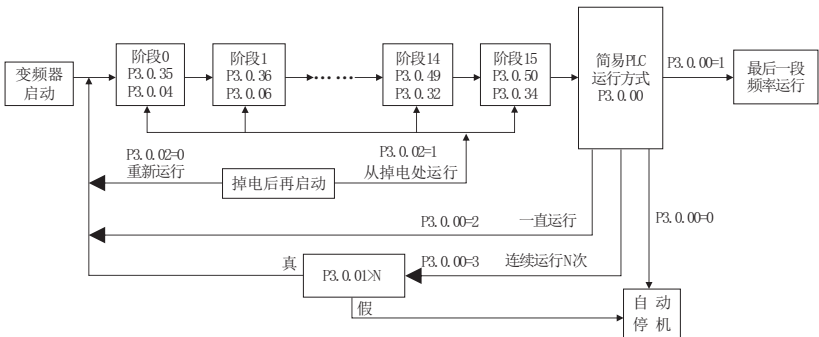 变频器
启动
阶段0
P3.0.35
P3.0.04
阶段1
P3.0.36
P3.0.06
…… ……
阶段14
P3.0.49
P3.0.32
阶段15
P3.0.50
P3.0.34
简易PLC
运行方式
P3.0.00
P3.0.00=1
最后一段
频率运行
P3.0.02=0
重新运行
掉电后再启动
P3.0.02=1
从掉电处运行
P3.0.00=2 一直运行
P3.0.00=0
真
P3.0.01>N
P3.0.00=3 连续运行N次
假
自动
停机